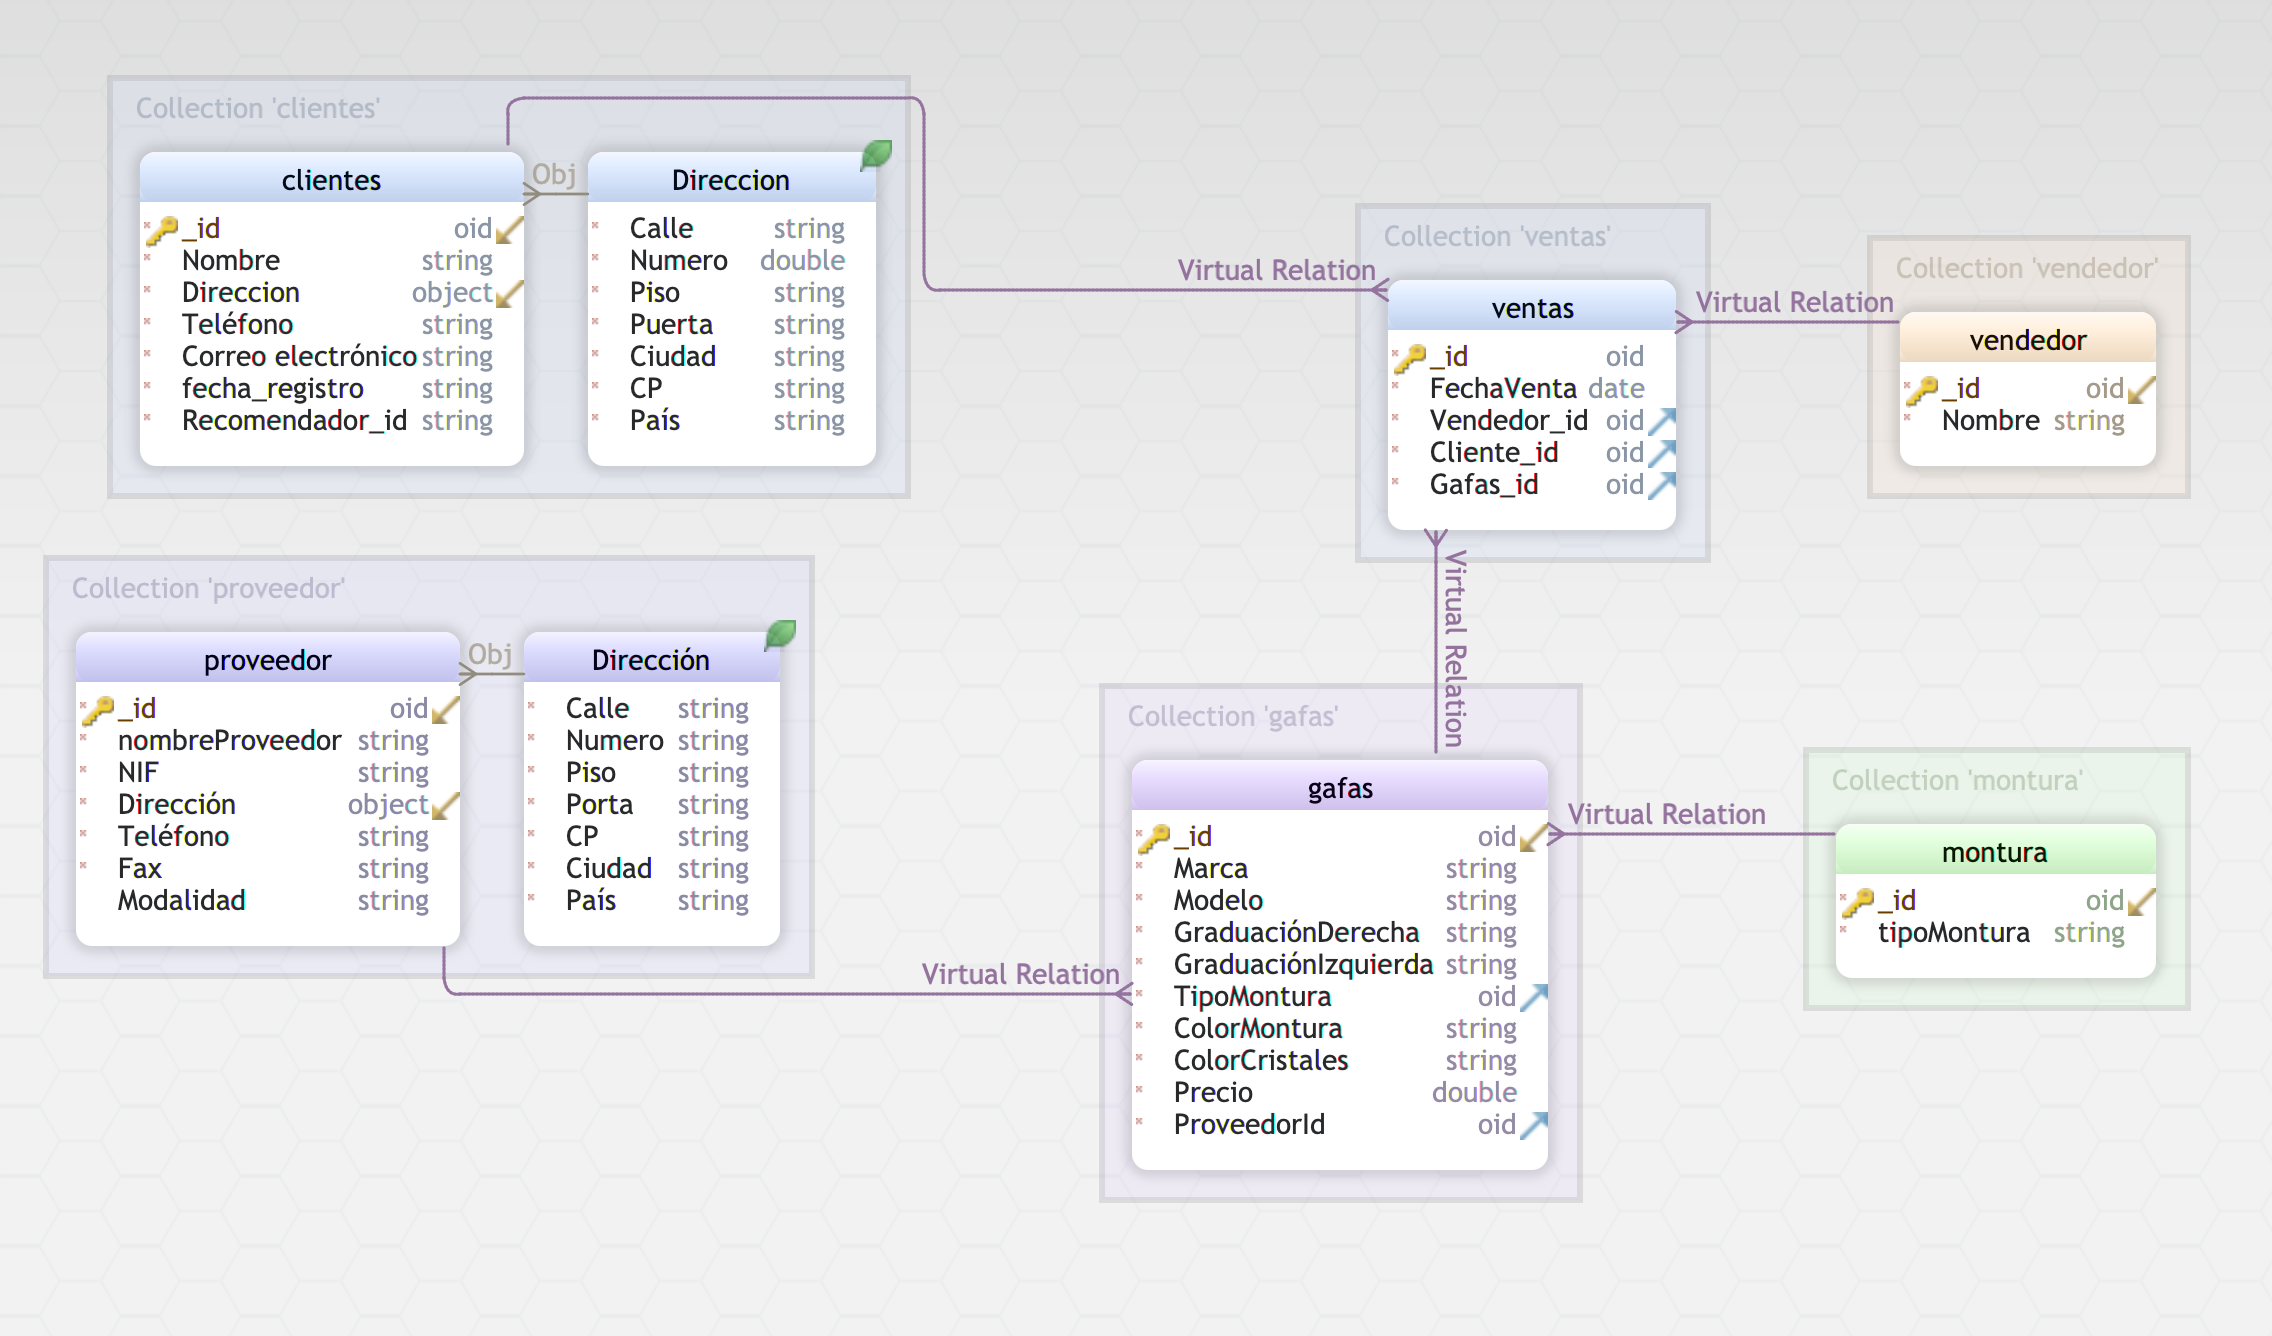 Collection 'clientes'
clientes
_id oid
Nombre string
Direccion object
Teléfono string
Correo electrónico string
fecha_registro string
Recomendador_id string
Obj
Direccion
Calle string
Numero double
Piso string
Puerta string
Ciudad string
CP string
País string
Virtual Relation
Collection 'ventas'
ventas
_id oid
FechaVenta date
Vendedor_id oid
Cliente_id oid
Gafas_id oid
Virtual Relation
Collection 'vendedor'
vendedor
_id oid
Nombre string
Collection 'proveedor'
proveedor
_id oid
nombreProveedor string
NIF string
Dirección object
Teléfono string
Fax string
Modalidad string
Obj
Dirección
Calle string
Numero string
Piso string
Porta string
CP string
Ciudad string
País string
Virtual Relation
Virtual Relation
Collection 'gafas'
gafas
_id oid
Marca string
Modelo string
GraduaciónDerecha string
GraduaciónIzquierda string
TipoMontura oid
ColorMontura string
ColorCristales string
Precio double
ProveedorId oid
Virtual Relation
Collection 'montura'
montura
_id oid
tipoMontura string